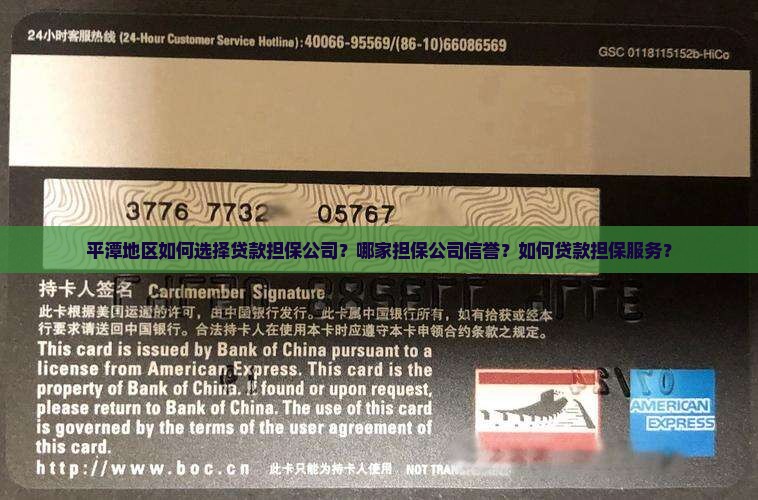 24小时客服热线 (24-Hour Customer Service Hotline):40066-95569/(86-10)66086569
GSC 0118115152b-HiCo
3776 7732 05767
平潭地区如何选择贷款担保公司？哪家担保公司信誉？如何贷款担保服务？
持卡人签名 Cardmember Signature
此卡根据美国运通的许可，由中国银行发行。此卡属中国银行所有，如有拾获或经本
行要求请送回中国银行。合法持卡人在使用本卡时应遵守本卡申领合约条款之规定。
This card is issued by Bank of China pursuant to a
license from American Express. This card is the
property of Bank of China. If found or upon request,
please return to Bank of China. The use of this card
is governed by the terms of the user agreement of
this card.
http://www.boc.cn 此卡只能为持卡人使用 NOT TRAN
AMERICAN
EXPRESS